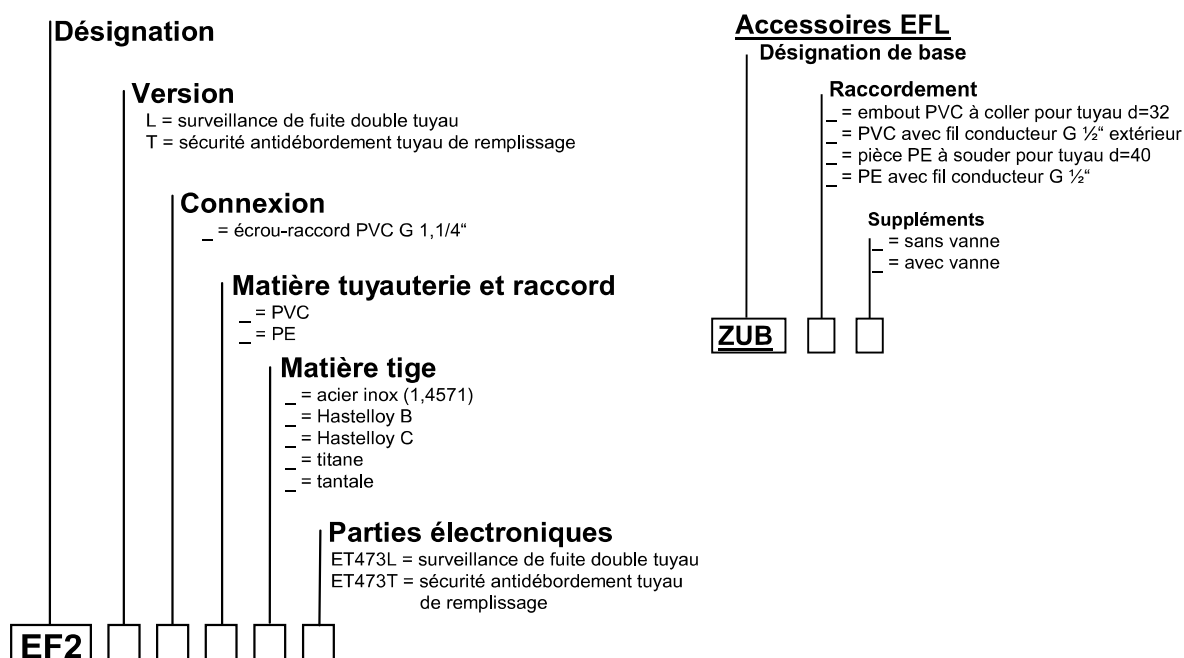 Désignation
Version
L = surveillance de fuite double tuyau
T = sécurité antidébordement tuyau de remplissage
Connexion
_ = écrou-raccord PVC G 1,1/4“
Matière tuyauterie et raccord
_ = PVC
_ = PE
Matière tige
_ = acier inox (1,4571)
_ = Hastelloy B
_ = Hastelloy C
_ = titane
_ = tantale
Parties électroniques
ET473L = surveillance de fuite double tuyau
ET473T = sécurité antidébordement tuyau
de remplissage
EF2
Accessoires EFL
Désignation de base
Raccordement
_ = embout PVC à coller pour tuyau d=32
_ = PVC avec fil conducteur G ½“ extérieur
_ = pièce PE à souder pour tuyau d=40
_ = PE avec fil conducteur G ½“
Suppléments
_ = sans vanne
_ = avec vanne
ZUB